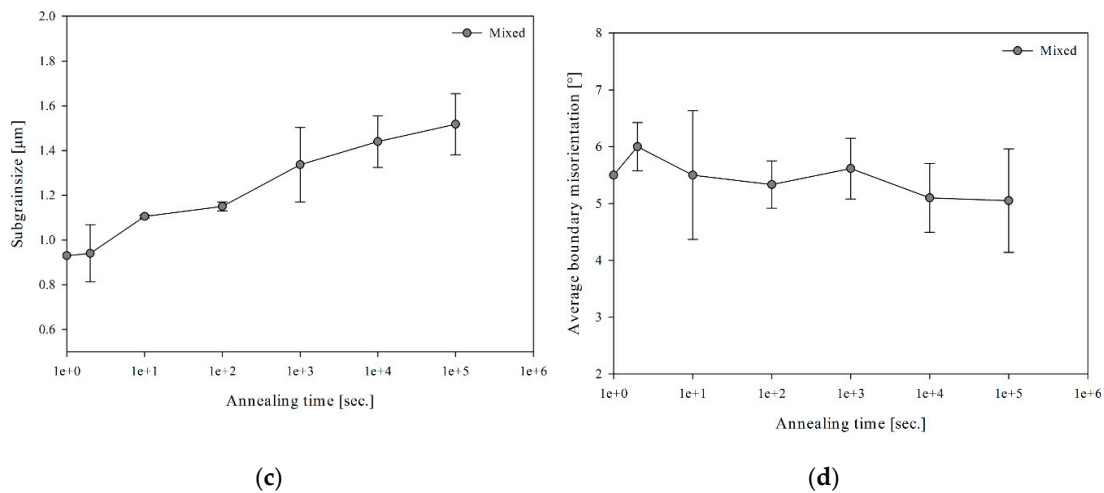 2.0
1.8
1.6
1.4
1.2
1.0
0.8
0.6
Subgrainsize [µm]
Mixed
1e+0 1e+1 1e+2 1e+3 1e+4 1e+5 1e+6
Annealing time [sec.]
(c)
8
7
6
5
4
3
2
Average boundary misorientation [°]
Mixed
1e+0 1e+1 1e+2 1e+3 1e+4 1e+5 1e+6
Annealing time [sec.]
(d)